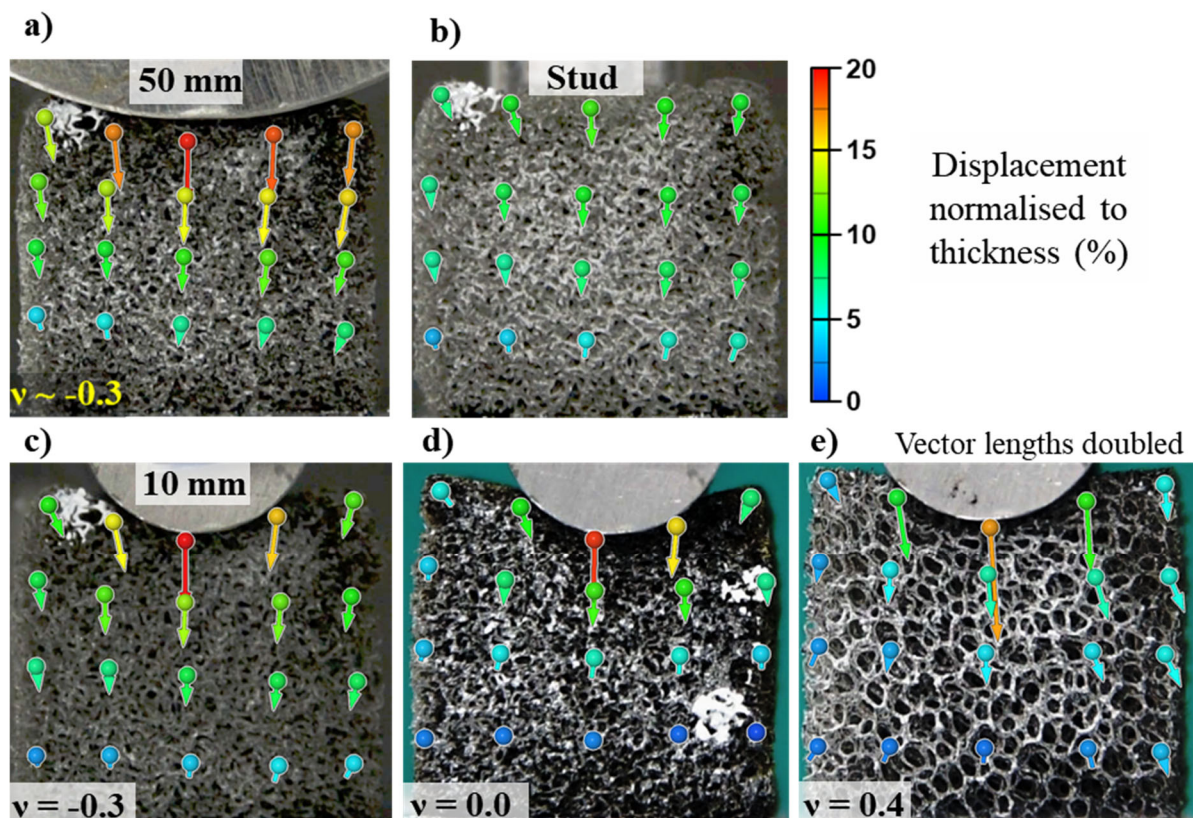 a)
50 mm
ν ~ -0.3
b)
Stud
20
15
10
5
0
Displacement
normalised to
thickness (%)
c)
10 mm
ν = -0.3
d)
ν = 0.0
e)
Vector lengths doubled
ν = 0.4